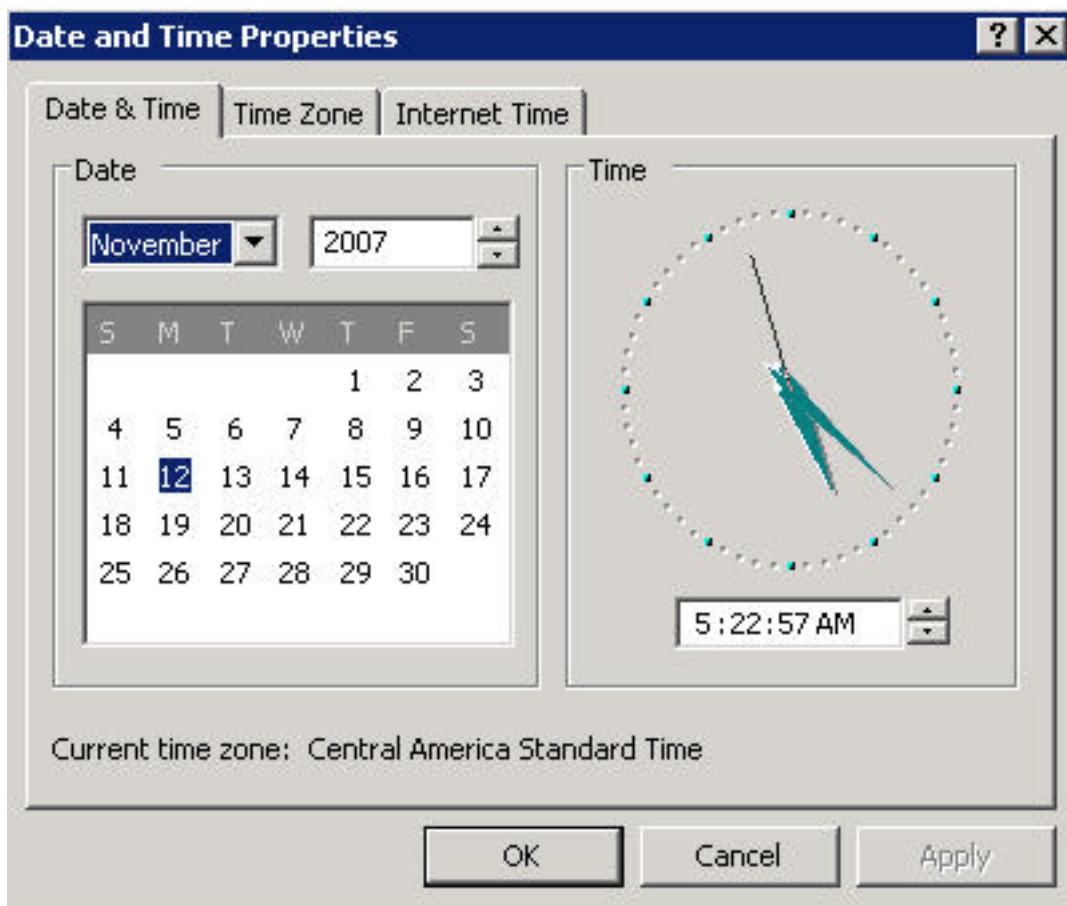 Date and Time Properties
Date & Time Time Zone Internet Time
Date
November 2007
S M T W T F S
1 2 3
4 5 6 7 8 9 10
11 12 13 14 15 16 17
18 19 20 21 22 23 24
25 26 27 28 29 30
Time
5:22:57 AM
Current time zone: Central America Standard Time
OK Cancel Apply